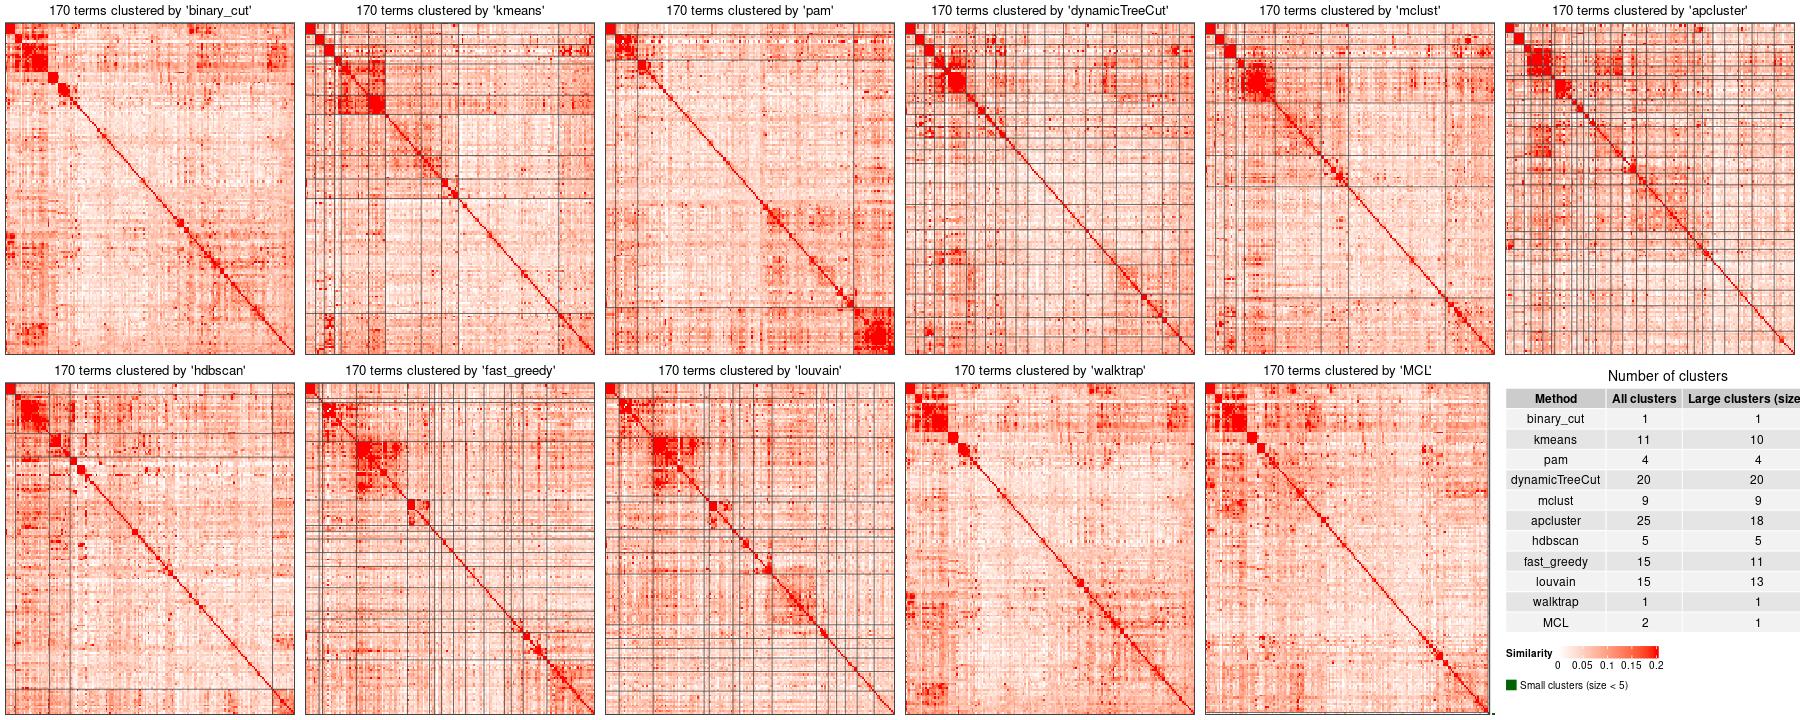 170 terms clustered by 'binary_cut'
170 terms clustered by 'kmeans'
170 terms clustered by 'pam'
170 terms clustered by 'dynamicTreeCut'
170 terms clustered by 'mclust'
170 terms clustered by 'apcluster'
170 terms clustered by 'hdbscan'
170 terms clustered by 'fast_greedy'
170 terms clustered by 'louvain'
170 terms clustered by 'walktrap'
170 terms clustered by 'MCL'
Number of clusters
Method All clusters Large clusters (size
binary_cut 1 1
kmeans 11 10
pam 4 4
dynamicTreeCut 20 20
mclust 9 9
apcluster 25 18
hdbscan 5 5
fast_greedy 15 11
louvain 15 13
walktrap 1 1
MCL 2 1
Similarity
0 0.05 0.1 0.15 0.2
Small clusters (size < 5)